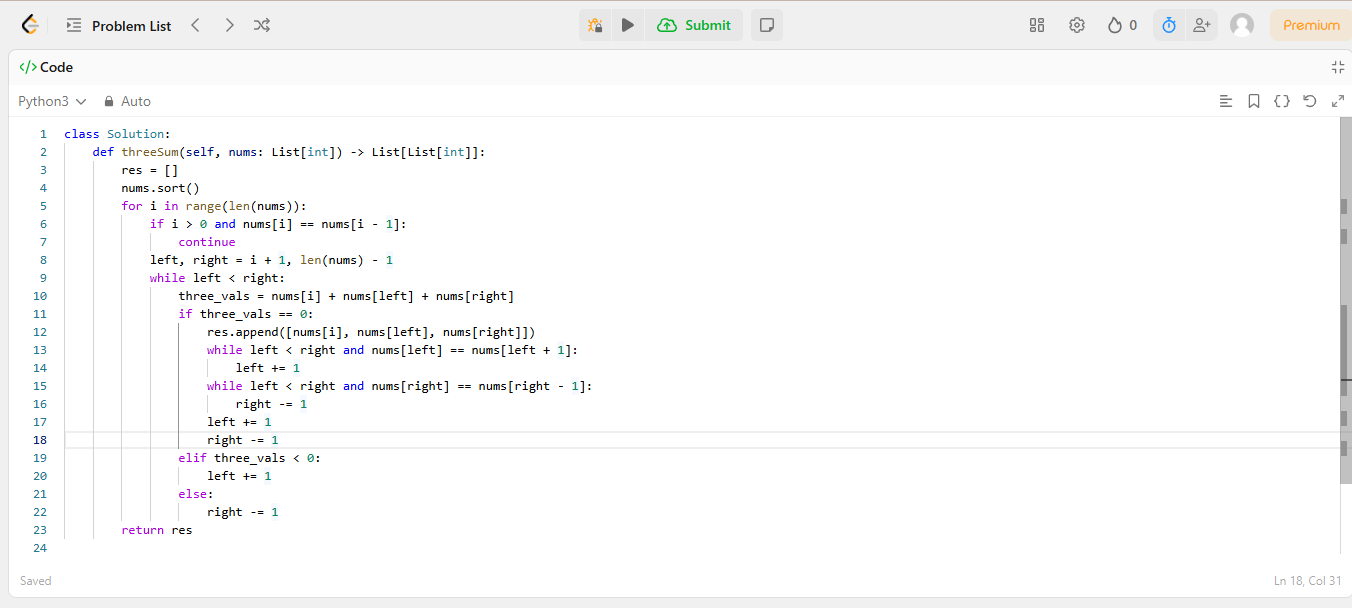 Problem List
Submit
0
Premium
</> Code
Python3
Auto
1 class Solution:
2     def threeSum(self, nums: List[int]) -> List[List[int]]:
3         res = []
4         nums.sort()
5         for i in range(len(nums)):
6             if i > 0 and nums[i] == nums[i - 1]:
7                 continue
8             left, right = i + 1, len(nums) - 1
9             while left < right:
10                 three_vals = nums[i] + nums[left] + nums[right]
11                 if three_vals == 0:
12                     res.append([nums[i], nums[left], nums[right]])
13                     while left < right and nums[left] == nums[left + 1]:
14                         left += 1
15                     while left < right and nums[right] == nums[right - 1]:
16                         right -= 1
17                     left += 1
18                     right -= 1
19                 elif three_vals < 0:
20                     left += 1
21                 else:
22                     right -= 1
23         return res
24
Saved
Ln 18, Col 31